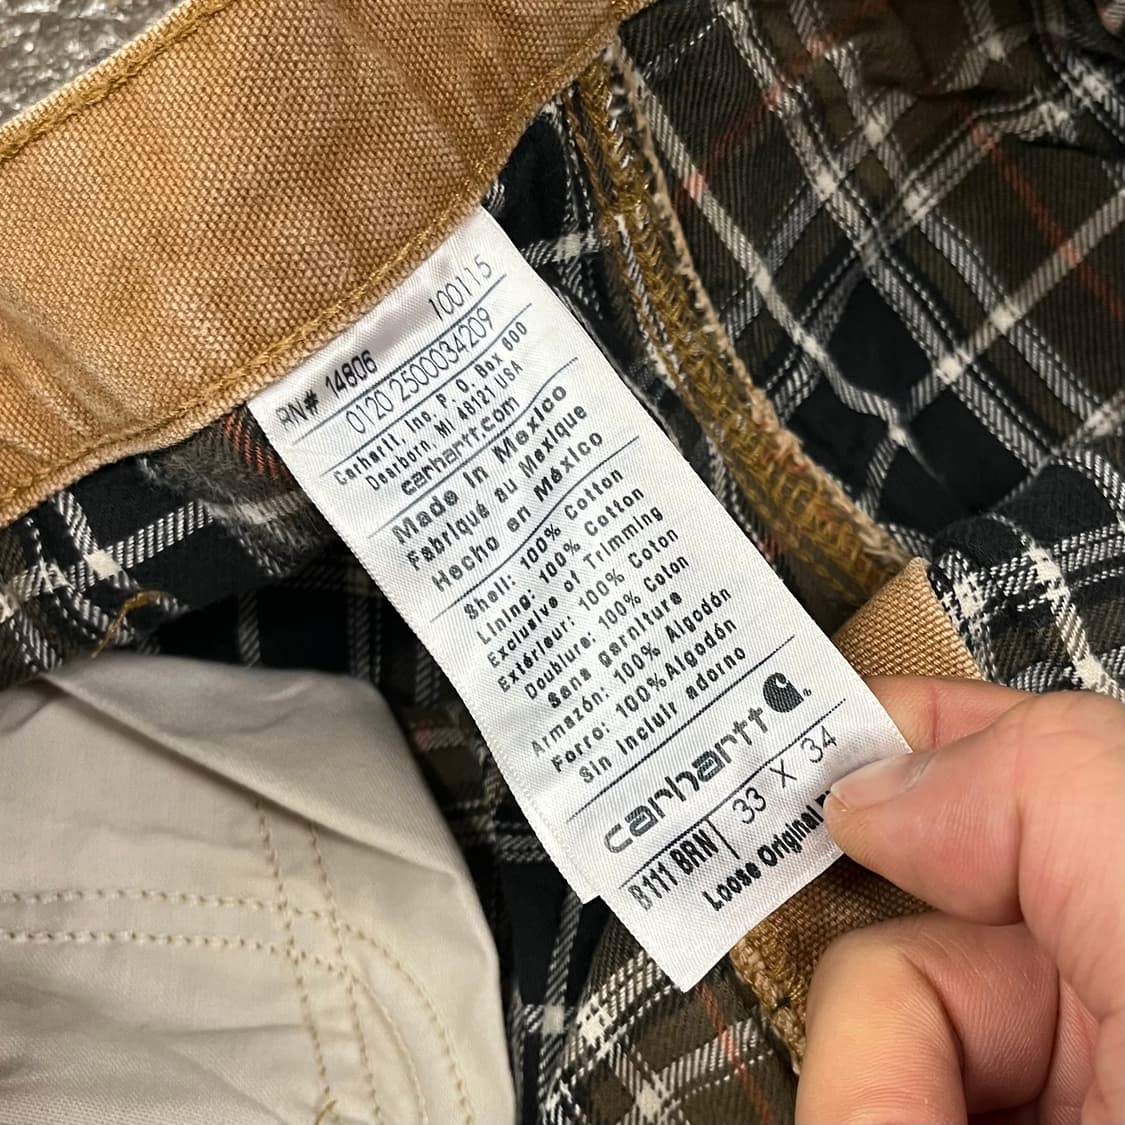 RN# 14806 100115
0120 2500034209
Carhartt, Inc, P. O. Box 600
Dearborn, MI 48121 USA
carhartt.com
Made in Mexico
Fabriqué au Mexique
Hecho en México
Shell: 100% Cotton
Lining: 100% Cotton
Exclusive of Trimming
Extérieur: 100% Coton
Doublure: 100% Coton
Sans garniture
Armazón: 100% Algodón
Forro: 100%Algodón
Sin Incluir adorno
carhartt
B111 BRN | 33 X 34
Loose Original